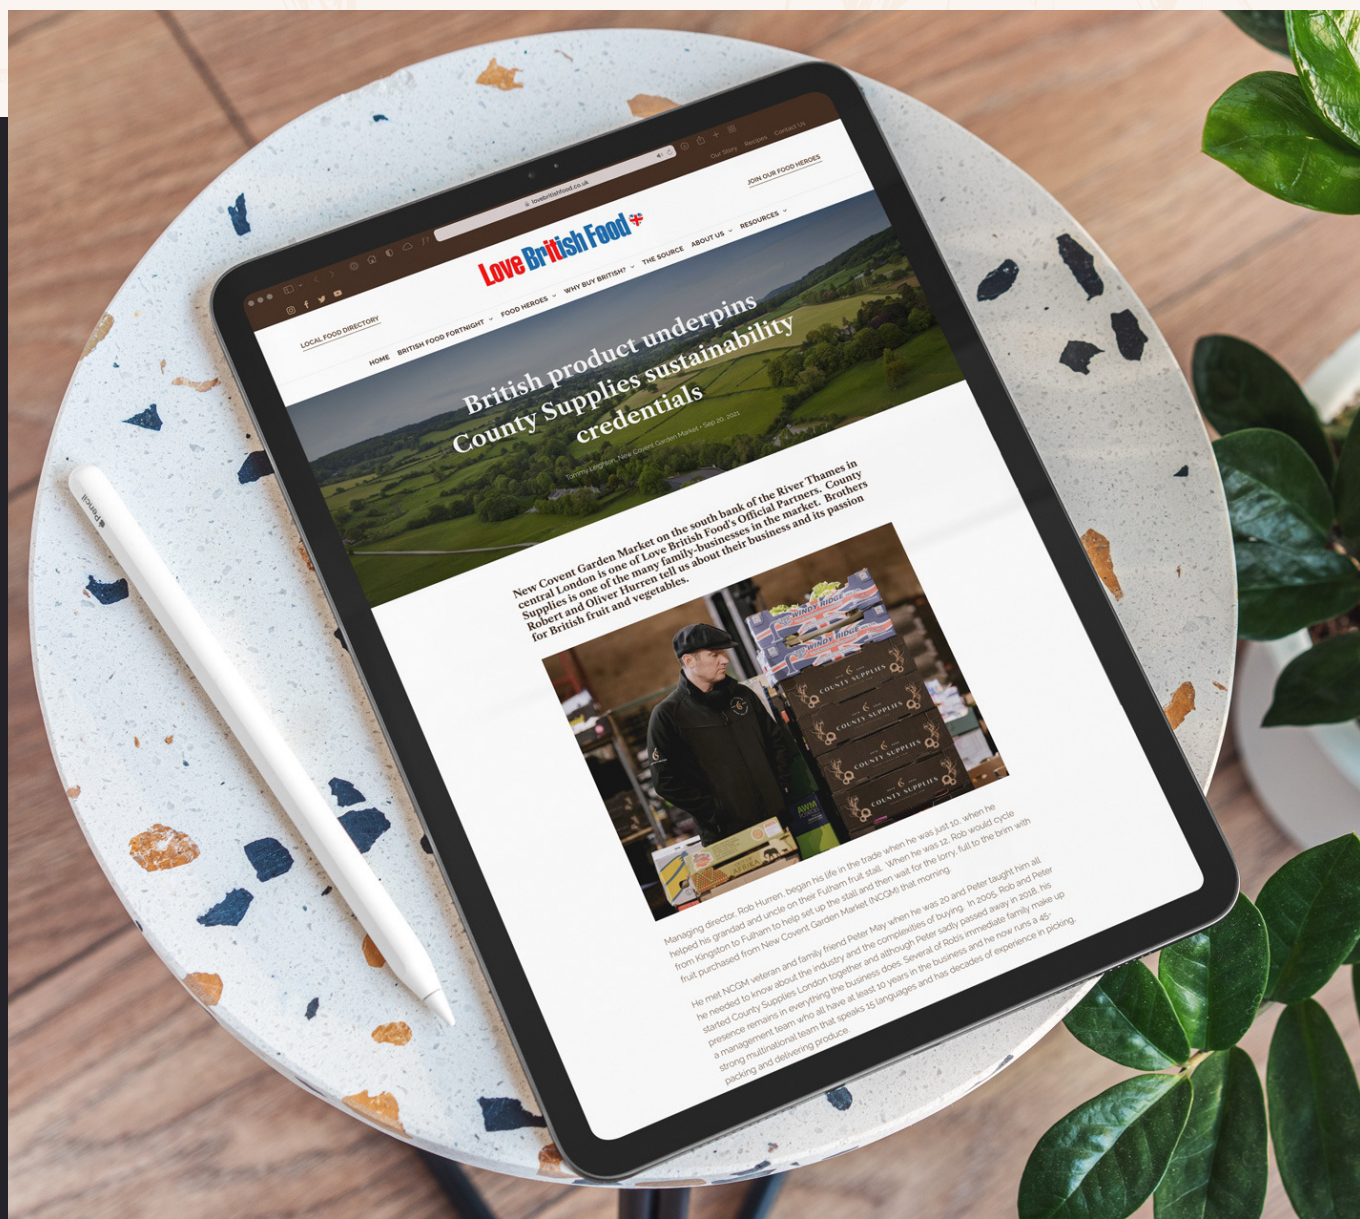 lovebritishfood.co.uk
Our Story Recipes Contact Us
LOCAL FOOD DIRECTORY
Love British Food
JOIN OUR FOOD HEROES
HOME BRITISH FOOD FORTNIGHT FOOD HEROES WHY BUY BRITISH? THE SOURCE ABOUT US RESOURCES
British product underpins
County Supplies sustainability
credentials
Tommy Leighton, New Covent Garden Market • Sep 20, 2021
New Covent Garden Market on the south bank of the River Thames in
central London is one of Love British Food's Official Partners. County
Supplies is one of the many family-businesses in the market. Brothers
Robert and Oliver Hurren tell us about their business and its passion
for British fruit and vegetables.
WINDY RIDGE
WINDY RIDGE
COUNTY SUPPLIES
COUNTY SUPPLIES
COUNTY SUPPLIES
COUNTY SUPPLIES
AWM
Managing director, Rob Hurren, began his life in the trade when he was just 10, when he
helped his grandad and uncle on their Fulham fruit stall. When he was 12, Rob would cycle
from Kingston to Fulham to help set up the stall and then wait for the lorry, full to the brim with
fruit purchased from New Covent Garden Market (NCGM) that morning.
He met NCGM veteran and family friend Peter May when he was 20 and Peter taught him all
he needed to know about the industry and the complexities of buying. In 2005, Rob and Peter
started County Supplies London together and although Peter sadly passed away in 2018, his
presence remains in everything the business does. Several of Rob's immediate family make up
a management team who all have at least 10 years in the business and he now runs a 45-
strong multinational team that speaks 15 languages and has decades of experience in picking,
packing and delivering produce.
Pencil